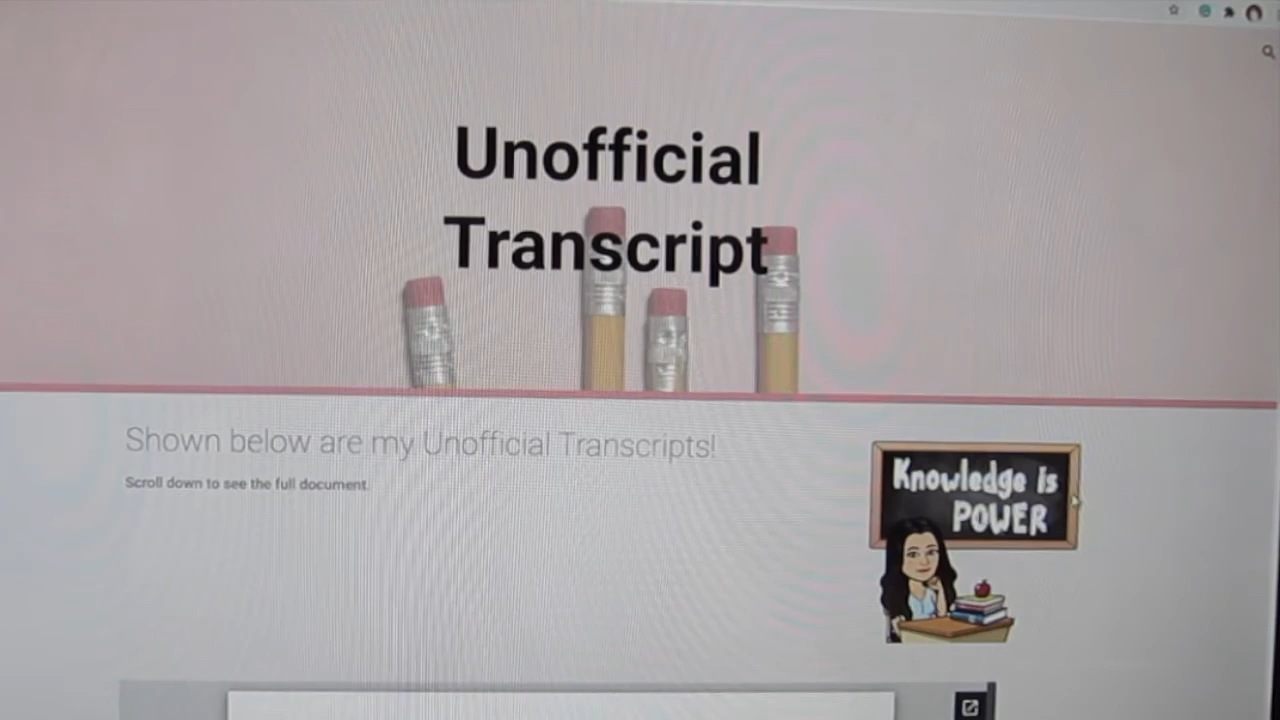 Unofficial
Transcript
Shown below are my Unofficial Transcripts!
Scroll down to see the full document.
Knowledge is
POWER